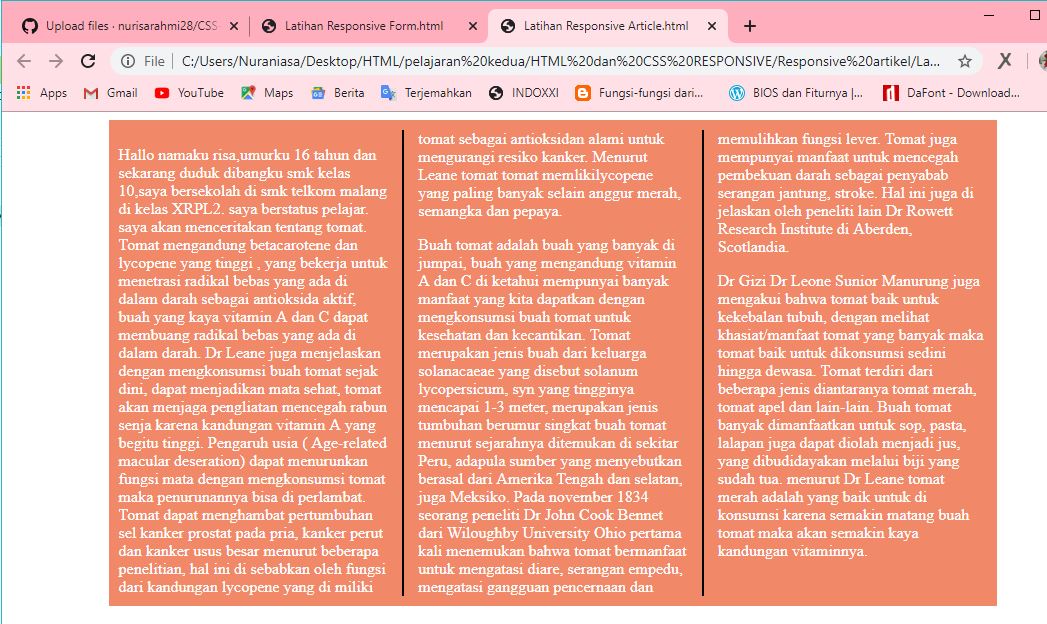 Upload files · nurisarahmi28/CSS-
Latihan Responsive Form.html
Latihan Responsive Article.html
File
C:/Users/Nuraniasa/Desktop/HTML/pelajaran%20kedua/HTML%20dan%20CSS%20RESPONSIVE/Responsive%20artikel/La...
Apps
Gmail
YouTube
Maps
Berita
Terjemahkan
INDOXXI
Fungsi-fungsi dari...
BIOS dan Fiturnya |...
DaFont - Download...
Hallo namaku risa,umurku 16 tahun dan
sekarang duduk dibangku smk kelas
10,saya bersekolah di smk telkom malang
di kelas XRPL2. saya berstatus pelajar.
saya akan menceritakan tentang tomat.
Tomat mengandung betacarotene dan
lycopene yang tinggi , yang bekerja untuk
menetrasi radikal bebas yang ada di
dalam darah sebagai antioksida aktif,
buah yang kaya vitamin A dan C dapat
membuang radikal bebas yang ada di
dalam darah. Dr Leane juga menjelaskan
dengan mengkonsumsi buah tomat sejak
dini, dapat menjadikan mata sehat, tomat
akan menjaga pengliatan mencegah rabun
senja karena kandungan vitamin A yang
begitu tinggi. Pengaruh usia ( Age-related
macular deseration) dapat menurunkan
fungsi mata dengan mengkonsumsi tomat
maka penurunannya bisa di perlambat.
Tomat dapat menghambat pertumbuhan
sel kanker prostat pada pria, kanker perut
dan kanker usus besar menurut beberapa
penelitian, hal ini di sebabkan oleh fungsi
dari kandungan lycopene yang di miliki
tomat sebagai antioksidan alami untuk
mengurangi resiko kanker. Menurut
Leane tomat tomat memlikilycopene
yang paling banyak selain anggur merah,
semangka dan pepaya.
Buah tomat adalah buah yang banyak di
jumpai, buah yang mengandung vitamin
A dan C di ketahui mempunyai banyak
manfaat yang kita dapatkan dengan
mengkonsumsi buah tomat untuk
kesehatan dan kecantikan. Tomat
merupakan jenis buah dari keluarga
solanacaeae yang disebut solanum
lycopersicum, syn yang tingginya
mencapai 1-3 meter, merupakan jenis
tumbuhan berumur singkat buah tomat
menurut sejarahnya ditemukan di sekitar
Peru, adapula sumber yang menyebutkan
berasal dari Amerika Tengah dan selatan,
juga Meksiko. Pada november 1834
seorang peneliti Dr John Cook Bennet
dari Wiloughby University Ohio pertama
kali menemukan bahwa tomat bermanfaat
untuk mengatasi diare, serangan empedu,
mengatasi gangguan pencernaan dan
memulihkan fungsi lever. Tomat juga
mempunyai manfaat untuk mencegah
pembekuan darah sebagai penyabab
serangan jantung, stroke. Hal ini juga di
jelaskan oleh peneliti lain Dr Rowett
Research Institute di Aberden,
Scotlandia.
Dr Gizi Dr Leone Sunior Manurung juga
mengakui bahwa tomat baik untuk
kekebalan tubuh, dengan melihat
khasiat/manfaat tomat yang banyak maka
tomat baik untuk dikonsumsi sedini
hingga dewasa. Tomat terdiri dari
beberapa jenis diantaranya tomat merah,
tomat apel dan lain-lain. Buah tomat
banyak dimanfaatkan untuk sop, pasta,
lalapan juga dapat diolah menjadi jus,
yang dibudidayakan melalui biji yang
sudah tua. menurut Dr Leane tomat
merah adalah yang baik untuk di
konsumsi karena semakin matang buah
tomat maka akan semakin kaya
kandungan vitaminnya.